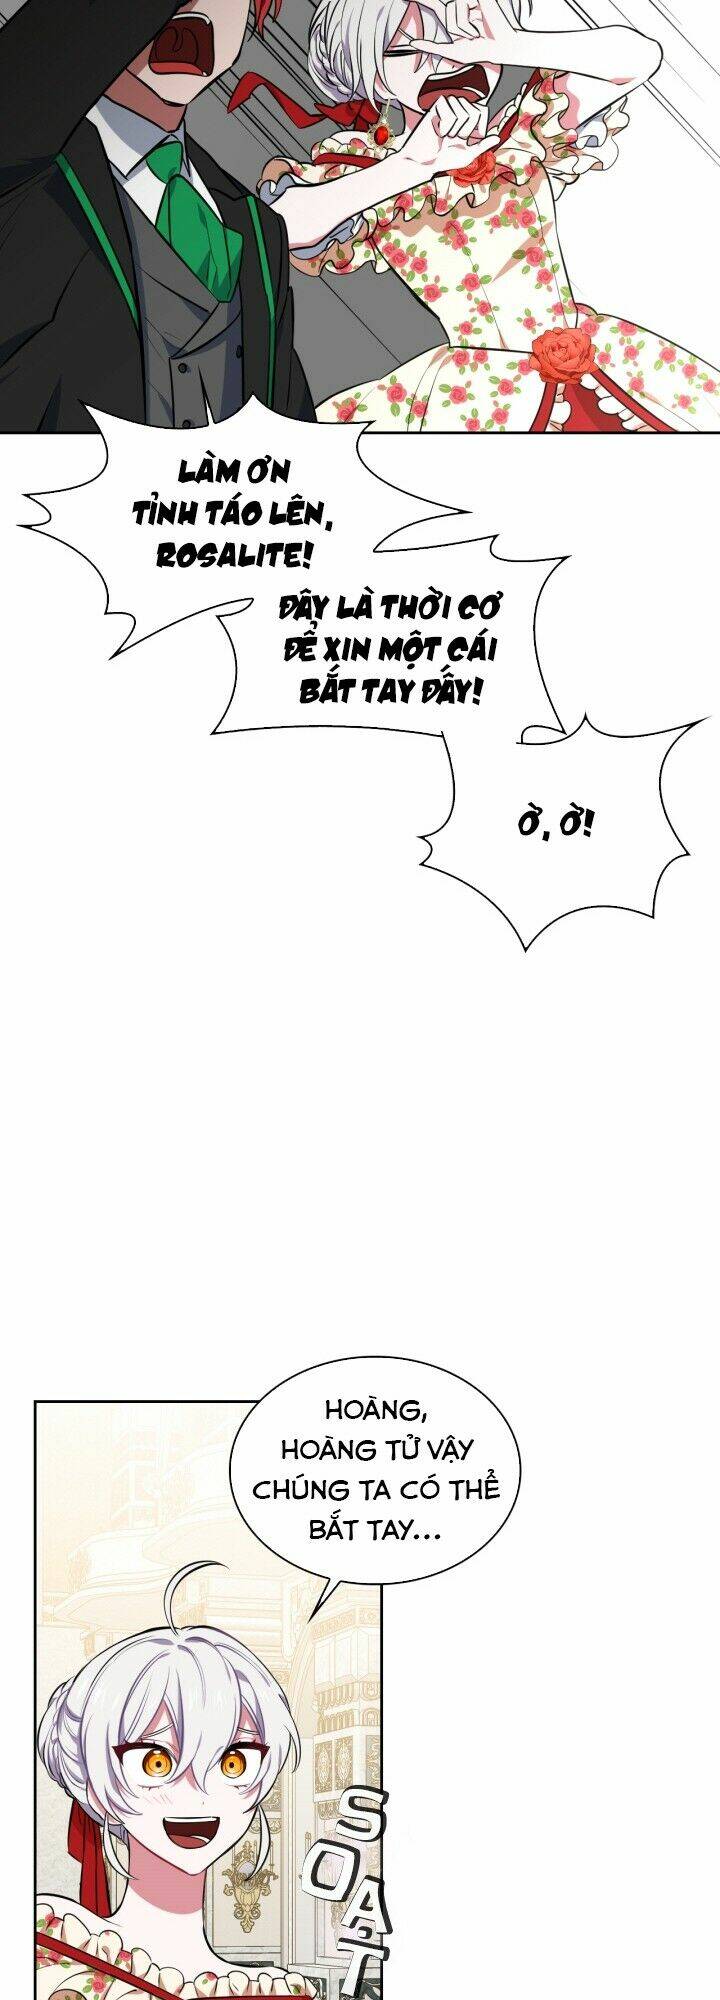 LÀM ƠN
TỈNH TÁO LÊN,
ROSALITE!
ĐÂY LÀ THỜI CƠ
ĐỂ XIN MỘT CÁI
BẮT TAY ĐẤY!
Ờ, Ờ!
HOÀNG,
HOÀNG TỬ VẬY
CHÚNG TA CÓ THỂ
BẮT TAY...
SOẠT